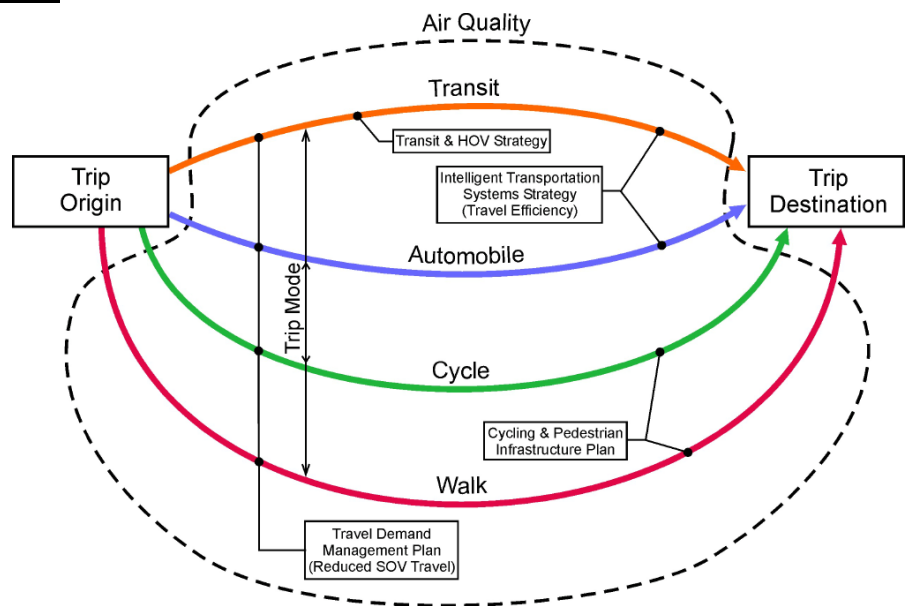 Air Quality
Transit
Transit & HOV Strategy
Trip
Origin
Intelligent Transportation
Systems Strategy
(Travel Efficiency)
Trip
Destination
Automobile
Trip Mode
Cycle
Cycling & Pedestrian
Infrastructure Plan
Walk
Travel Demand
Management Plan
(Reduced SOV Travel)